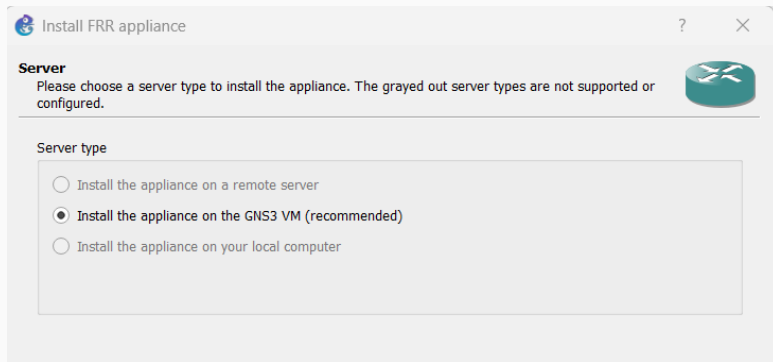 Install FRR appliance
Server
Please choose a server type to install the appliance. The grayed out server types are not supported or
configured.
Server type
Install the appliance on a remote server
Install the appliance on the GNS3 VM (recommended)
Install the appliance on your local computer